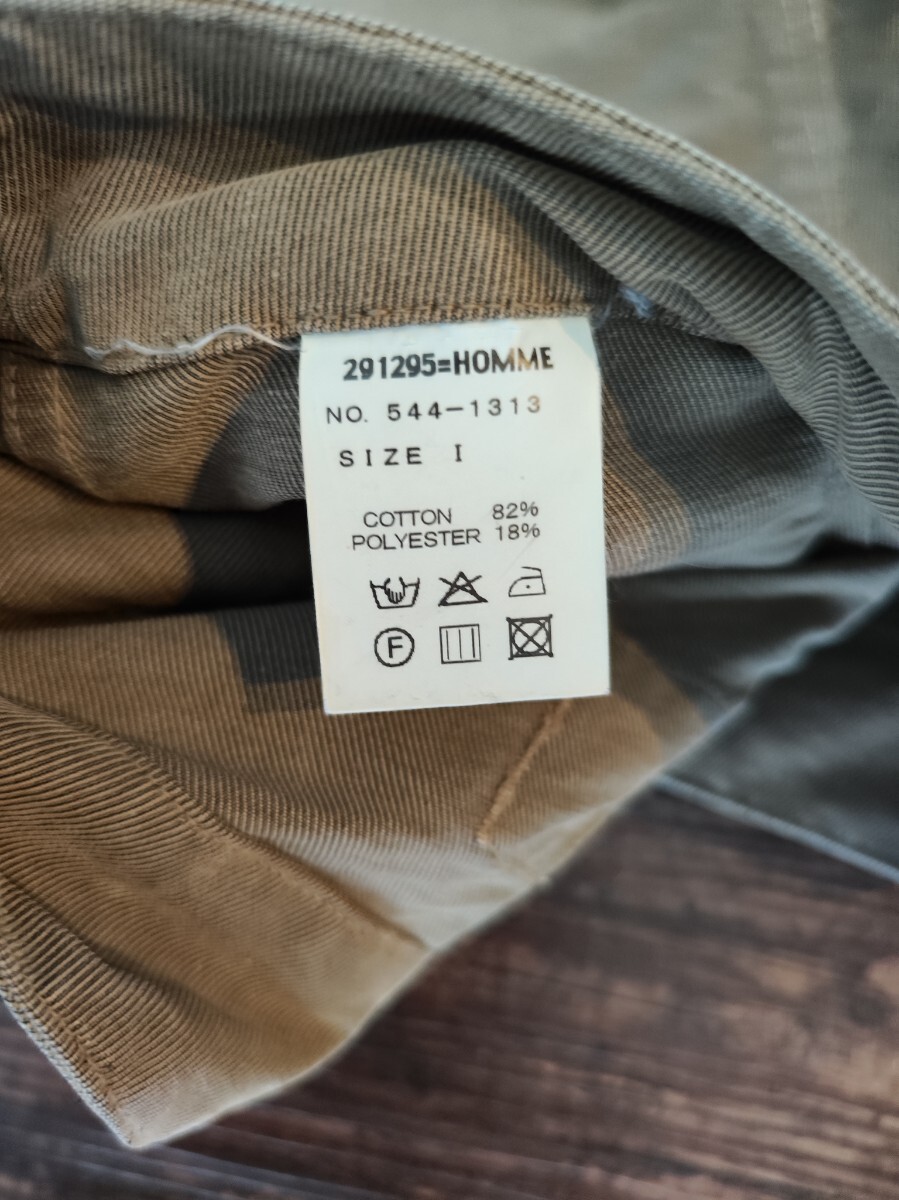 291295=HOMME
NO. 544-1313
SIZE I
COTTON 82%
POLYESTER 18%
F